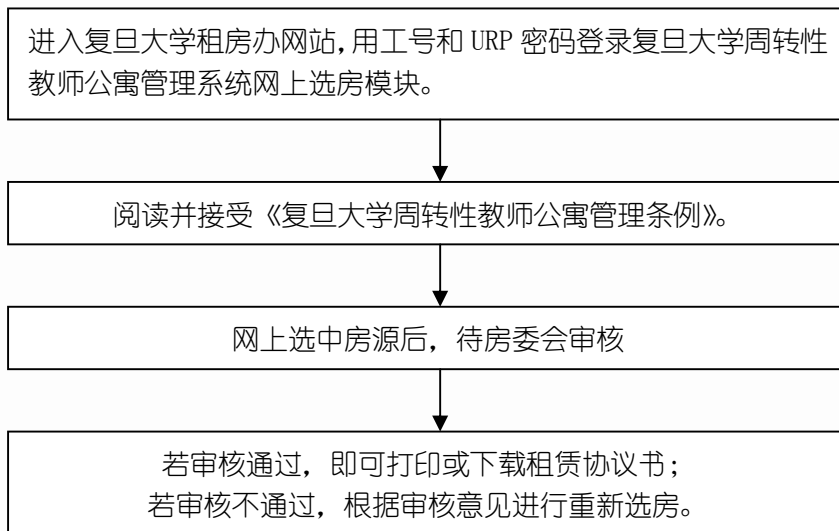 进入复旦大学租房办网站，用工号和 URP 密码登录复旦大学周转性
教师公寓管理系统网上选房模块。
阅读并接受《复旦大学周转性教师公寓管理条例》。
网上选中房源后，待房委会审核
若审核通过，即可打印或下载租赁协议书；
若审核不通过，根据审核意见进行重新选房。